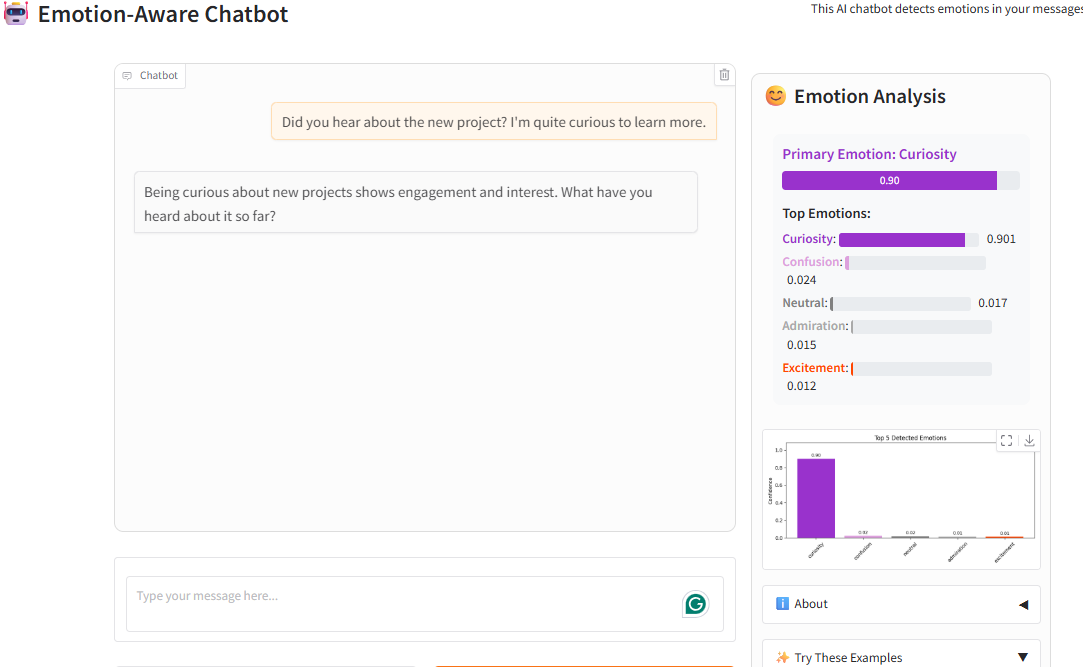 Emotion-Aware Chatbot
This AI chatbot detects emotions in your messages
Chatbot
Did you hear about the new project? I'm quite curious to learn more.
Being curious about new projects shows engagement and interest. What have you
heard about it so far?
Type your message here...
Emotion Analysis
Primary Emotion: Curiosity
0.90
Top Emotions:
Curiosity: 0.901
Confusion:
0.024
Neutral: 0.017
Admiration:
0.015
Excitement:
0.012
Top 5 Detected Emotions
Confidence
1.0
0.8
0.6
0.4
0.2
0.0
0.90
0.02
0.02
0.01
0.01
curiosity
confusion
neutral
admiration
excitement
About
Try These Examples